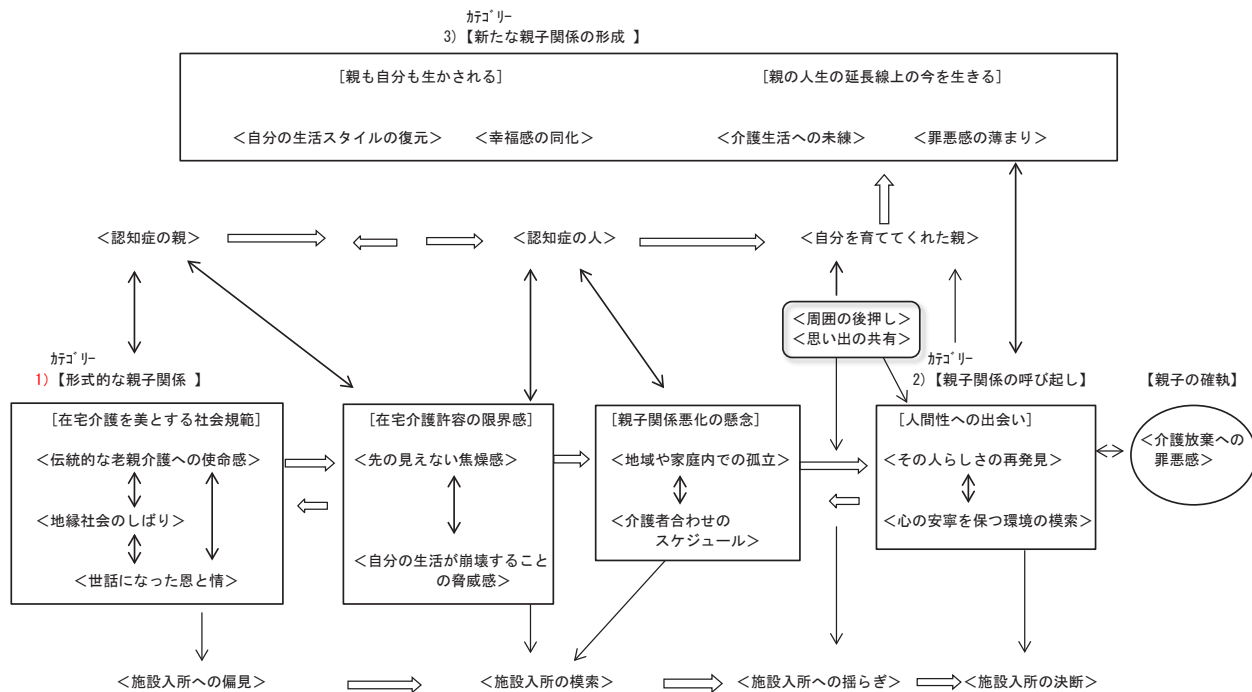 カテゴリー
3)【新たな親子関係の形成 】
[親も自分も生かされる]
[親の人生の延長線上の今を生きる]
＜自分の生活スタイルの復元＞
＜幸福感の同化＞
＜介護生活への未練＞
＜罪悪感の薄まり＞
＜認知症の親＞
＜認知症の人＞
＜自分を育ててくれた親＞
＜周囲の後押し＞
＜思い出の共有＞
カテゴリー
1)【形式的な親子関係 】
カテゴリー
2)【親子関係の呼び起し】
【親子の確執】
[在宅介護を美とする社会規範]
＜伝統的な老親介護への使命感＞
＜地縁社会のしばり＞
＜世話になった恩と情＞
[在宅介護許容の限界感]
＜先の見えない焦燥感＞
＜自分の生活が崩壊すること
の脅威感＞
[親子関係悪化の懸念]
＜地域や家庭内での孤立＞
＜介護者合わせの
スケジュール＞
[人間性への出会い]
＜その人らしさの再発見＞
＜心の安寧を保つ環境の模索＞
＜介護放棄への
罪悪感＞
＜施設入所への偏見＞
＜施設入所の模索＞
＜施設入所への揺らぎ＞
＜施設入所の決断＞